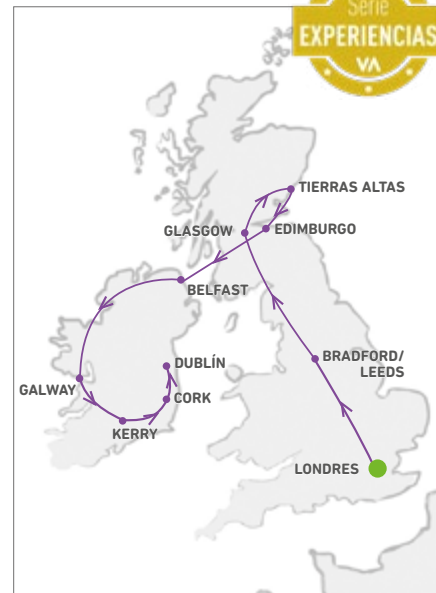 Serie
EXPERIENCIAS
VA
TIERRAS ALTAS
GLASGOW
EDIMBURGO
BELFAST
DUBLÍN
BRADFORD/
LEEDS
GALWAY
CORK
KERRY
LONDRES